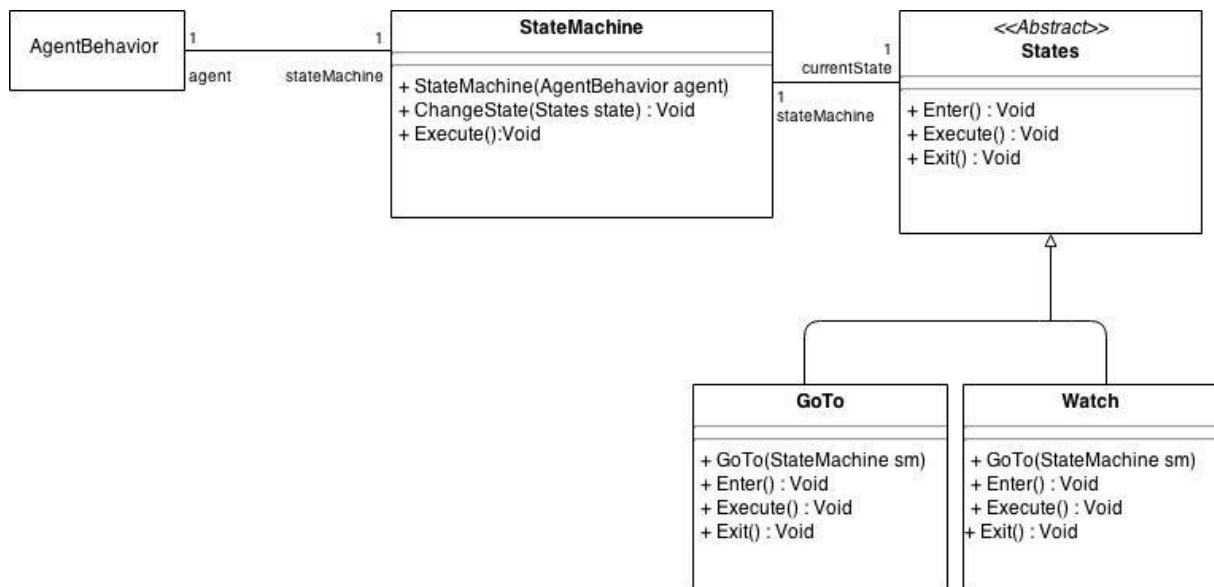 AgentBehavior
1
agent
1
stateMachine
StateMachine
+ StateMachine(AgentBehavior agent)
+ ChangeState(States state) : Void
+ Execute():Void
1
currentState
1
stateMachine
<<Abstract>>
States
+ Enter() : Void
+ Execute() : Void
+ Exit() : Void
GoTo
+ GoTo(StateMachine sm)
+ Enter() : Void
+ Execute() : Void
+ Exit() : Void
Watch
+ GoTo(StateMachine sm)
+ Enter() : Void
+ Execute() : Void
+ Exit() : Void